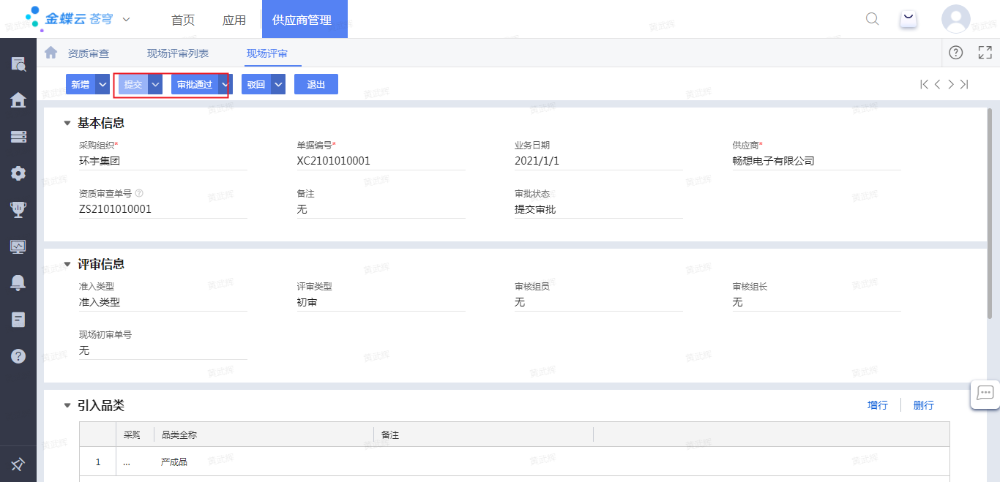 金蝶云 苍穹
首页 应用 供应商管理
资质审查 现场评审列表 现场评审
新增 提交 审批通过 驳回 退出
基本信息
采购组织* 单据编号* 业务日期 供应商*
环宇集团 XC2101010001 2021/1/1 畅想电子有限公司
资质审查单号 备注 审批状态
ZS2101010001 无 提交审批
评审信息
准入类型 评审类型 审核组员 审核组长
准入类型 初审 无 无
现场初审单号
无
引入品类 增行 删行
采购 品类全称 备注
1 ... 产成品
黄武辉